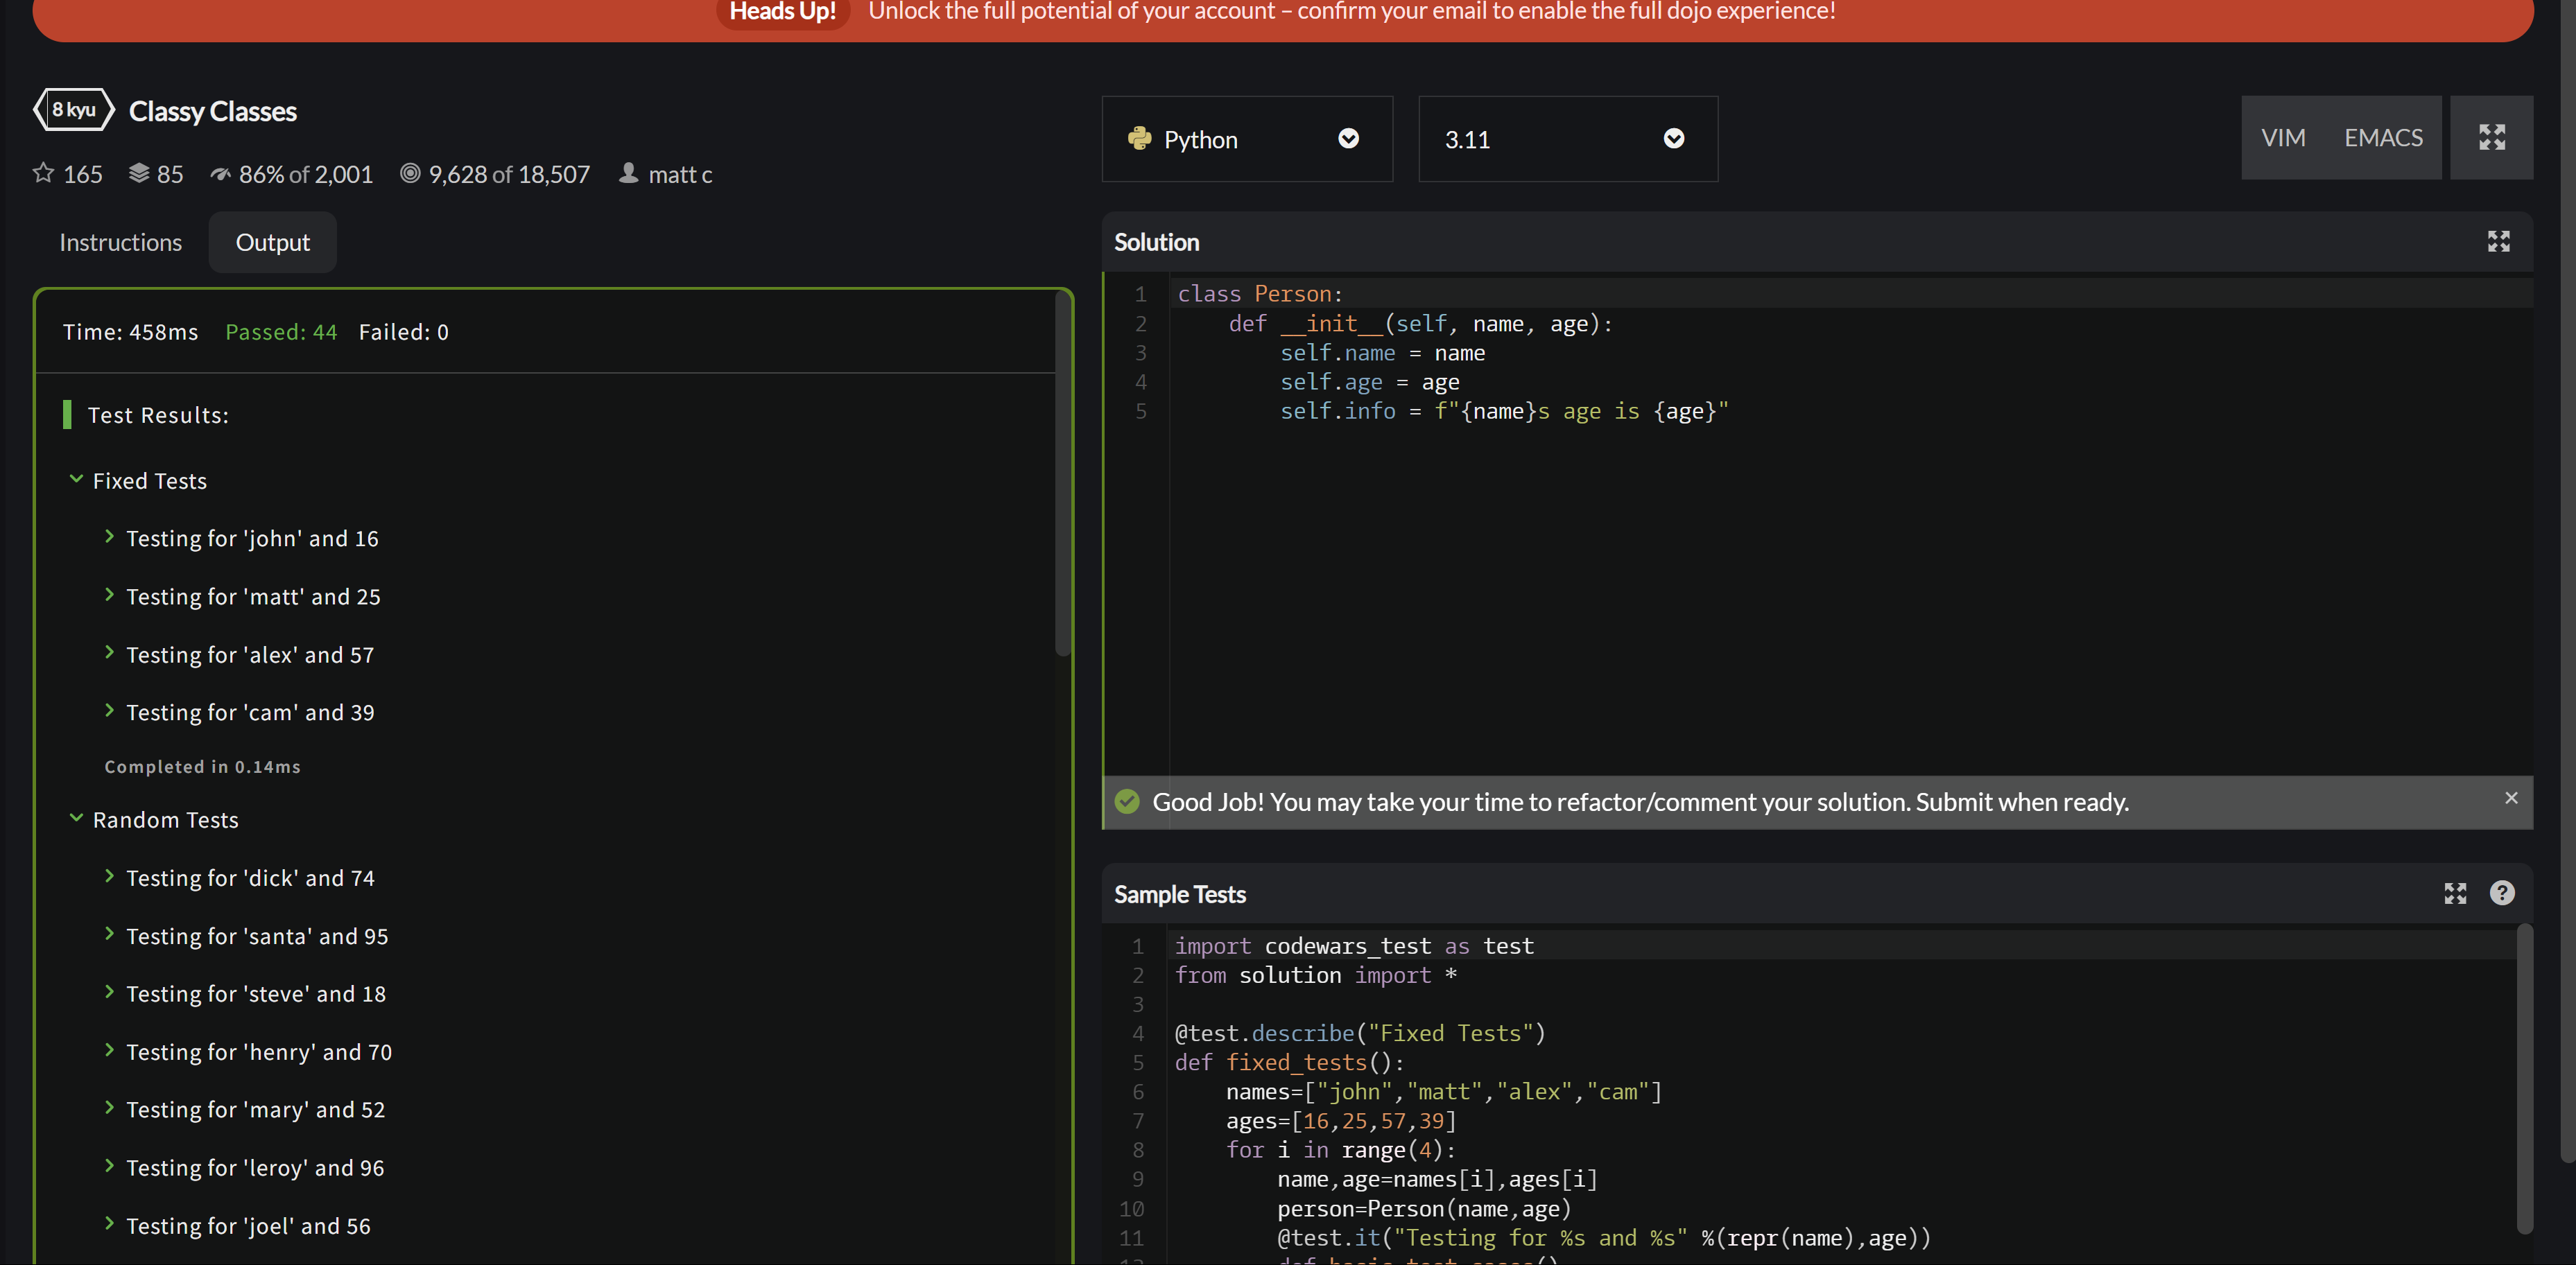 Heads Up! Unlock the full potential of your account – confirm your email to enable the full dojo experience!
8 kyu Classy Classes
165 85 86% of 2,001 9,628 of 18,507 matt c
Instructions Output
Time: 458ms Passed: 44 Failed: 0
Test Results:
Fixed Tests
Testing for 'john' and 16
Testing for 'matt' and 25
Testing for 'alex' and 57
Testing for 'cam' and 39
Completed in 0.14ms
Random Tests
Testing for 'dick' and 74
Testing for 'santa' and 95
Testing for 'steve' and 18
Testing for 'henry' and 70
Testing for 'mary' and 52
Testing for 'leroy' and 96
Testing for 'joel' and 56
Python 3.11 VIM EMACS
Solution
1 class Person:
2     def __init__(self, name, age):
3         self.name = name
4         self.age = age
5         self.info = f"{name}s age is {age}"
Good Job! You may take your time to refactor/comment your solution. Submit when ready.
Sample Tests
1 import codewars_test as test
2 from solution import *
3
4 @test.describe("Fixed Tests")
5 def fixed_tests():
6     names=["john","matt","alex","cam"]
7     ages=[16,25,57,39]
8     for i in range(4):
9         name,age=names[i],ages[i]
10         person=Person(name,age)
11         @test.it("Testing for %s and %s" %(repr(name),age))